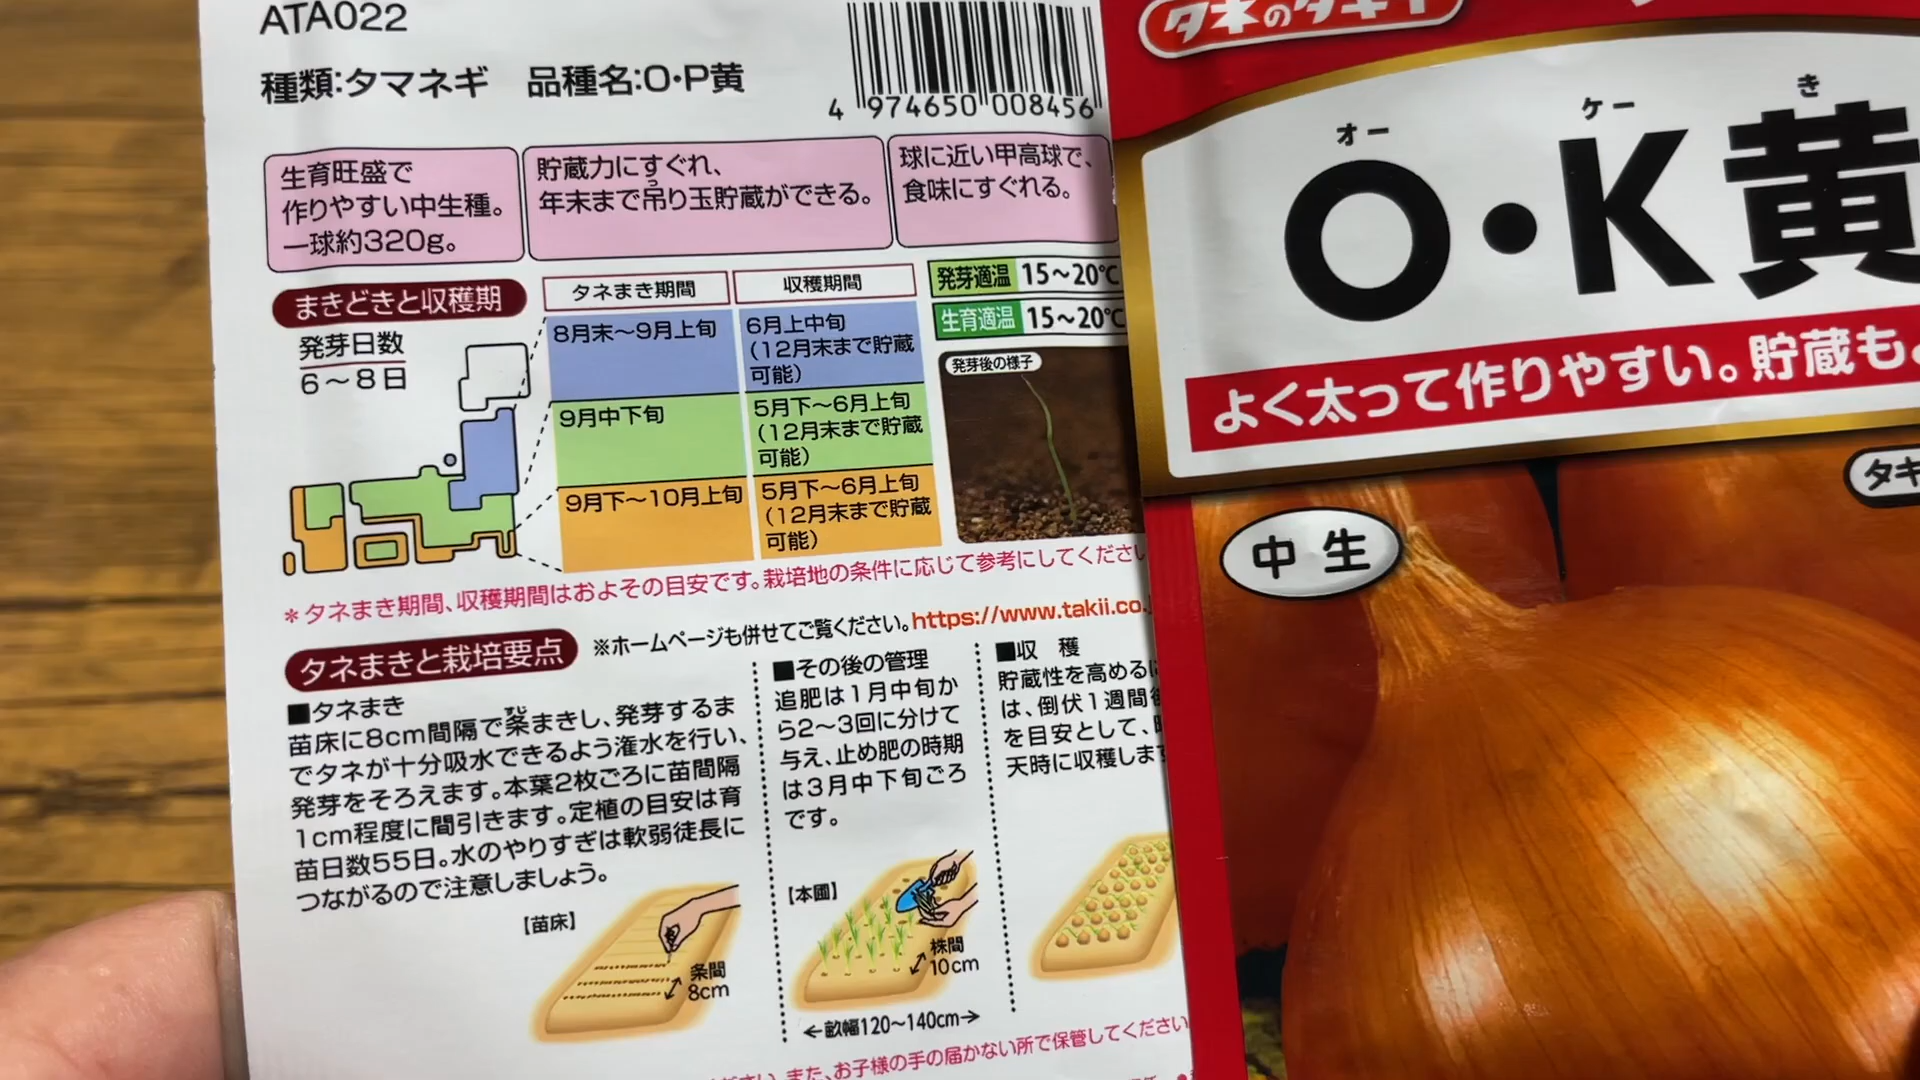 ATA022
種類:タマネギ 品種名:O・P黄
4 974650 008456
生育旺盛で
作りやすい中生種。
一球約320g。
貯蔵力にすぐれ、
年末まで吊り玉貯蔵ができる。
っ
球に近い甲高球で、
食味にすぐれる。
まきどきと収穫期
発芽日数
6〜8日
タネまき期間
収穫期間
8月末〜9月上旬
6月上中旬
(12月末まで貯蔵
可能)
9月中下旬
5月下〜6月上旬
(12月末まで貯蔵
可能)
9月下〜10月上旬
5月下〜6月上旬
(12月末まで貯蔵
可能)
発芽適温 15〜20℃
生育適温 15〜20℃
発芽後の様子
*タネまき期間、収穫期間はおよその目安です。栽培地の条件に応じて参考にしてくださ
タネまきと栽培要点
※ホームページも併せてご覧ください。https://www.takii.co.
■タネまき
苗床に8cm間隔で条まきし、発芽するま
すじ
でタネが十分吸水できるよう潅水を行い、
発芽をそろえます。本葉2枚ごろに苗間隔
1cm程度に間引きます。定植の目安は育
苗日数55日。水のやりすぎは軟弱徒長に
つながるので注意しましょう。
【苗床】
条間
8cm
■その後の管理
追肥は1月中旬か
ら2〜3回に分けて
与え、止め肥の時期
は3月中下旬ごろ
です。
【本圃】
株間
10cm
←畝幅120〜140cm→
■収 穫
貯蔵性を高める
は、倒伏1週間
を目安として、
天時に収穫しま
ださい。また、お子様の手の届かない所で保管してください
タネのタキイ
オー ケー き
O・K黄
よく太って作りやすい。貯蔵も
中生
タキ